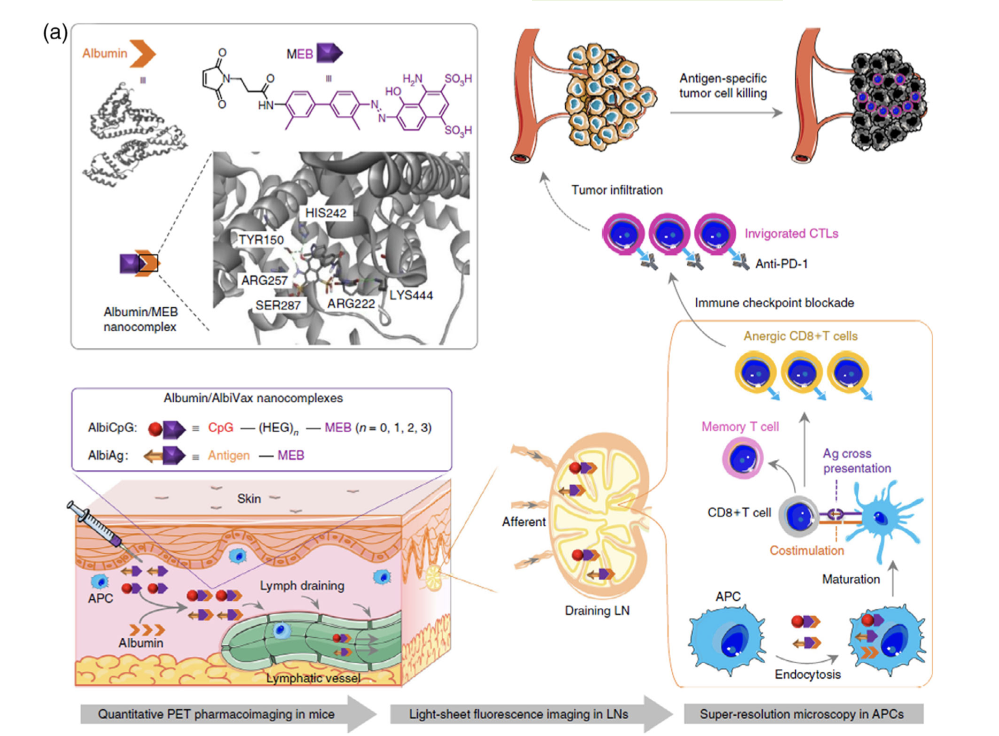 (a)
Albumin
MEB
O
N
O
O
HN
H₂N
HO
SO₃H
N
N
SO₃H
HIS242
TYR150
ARG257
SER287
ARG222
LYS444
Albumin/MEB
nanocomplex
Antigen-specific
tumor cell killing
Tumor infiltration
Invigorated CTLs
Anti-PD-1
Immune checkpoint blockade
Albumin/AlbiVax nanocomplexes
AlbiCpG: ≡ CpG — (HEG)n — MEB (n = 0, 1, 2, 3)
AlbiAg: ≡ Antigen — MEB
Skin
APC
Albumin
Lymph draining
Lymphatic vessel
Afferent
Draining LN
Anergic CD8+T cells
Memory T cell
Ag cross
presentation
CD8+T cell
Costimulation
Maturation
APC
Endocytosis
Quantitative PET pharmacoimaging in mice
Light-sheet fluorescence imaging in LNs
Super-resolution microscopy in APCs